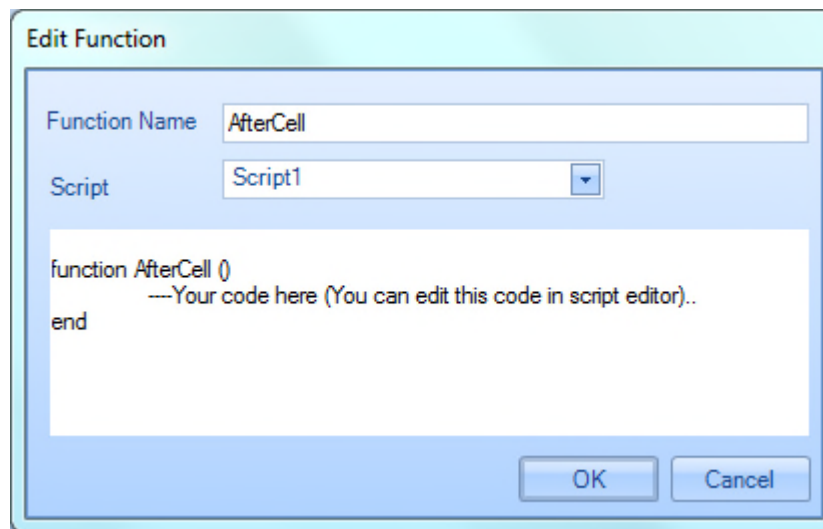 Edit Function
Function Name AfterCell
Script Script1
function AfterCell ()
----Your code here (You can edit this code in script editor)..
end
OK Cancel